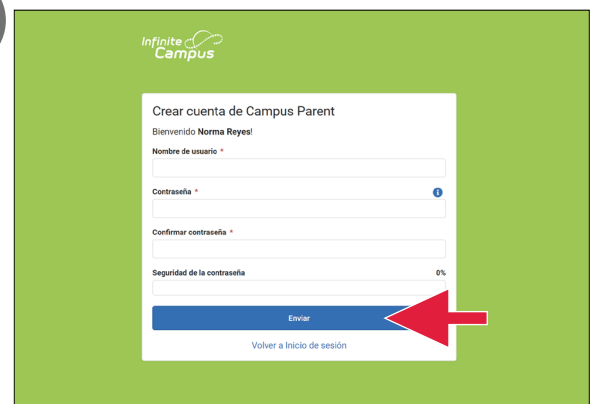 Infinite
Campus
Crear cuenta de Campus Parent
Bienvenido Norma Reyes!
Nombre de usuario *
Contraseña *
Confirmar contraseña *
Seguridad de la contraseña 0%
Enviar
Volver a Inicio de sesión